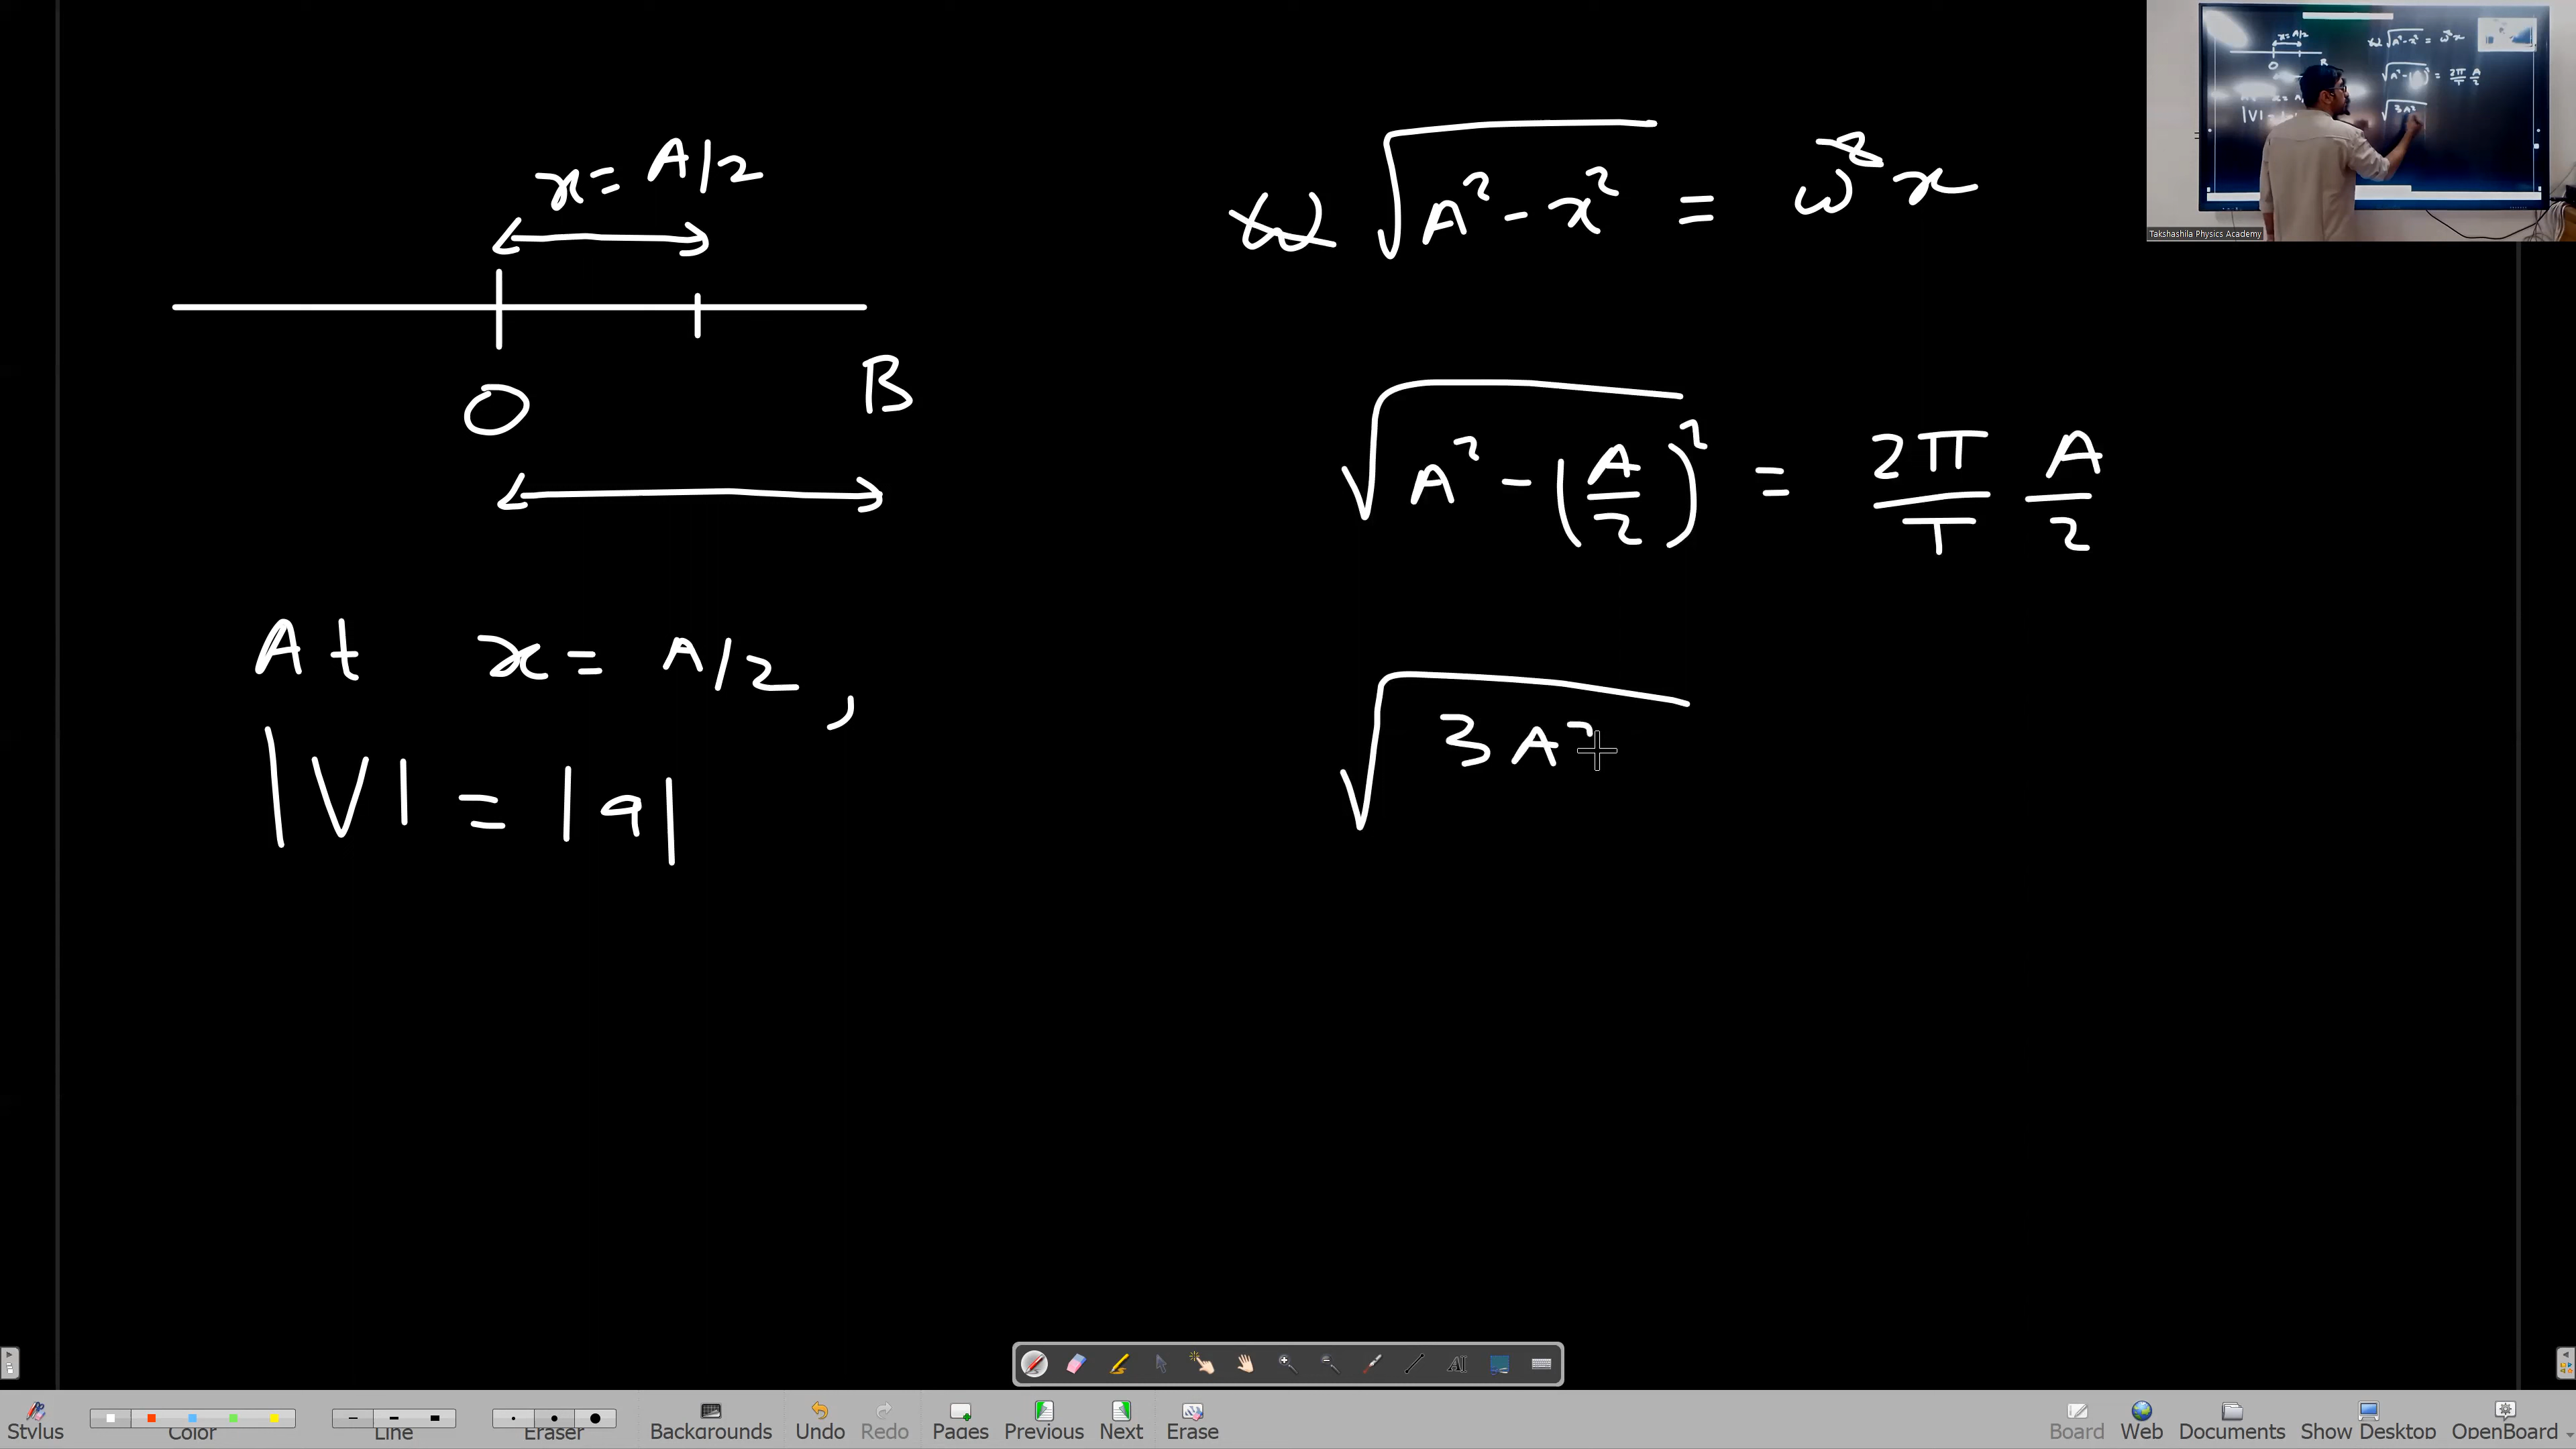 x = A/2
O
B
At x = A/2,
|V| = |a|
ω √(A² - x²) = ω² x
√(A² - (A/2)²) = 2π/T A/2
√(3A²
Takshashila Physics Academy
Stylus
Color
Line
Eraser
Backgrounds
Undo
Redo
Pages
Previous
Next
Erase
Board
Web
Documents
Show Desktop
OpenBoard